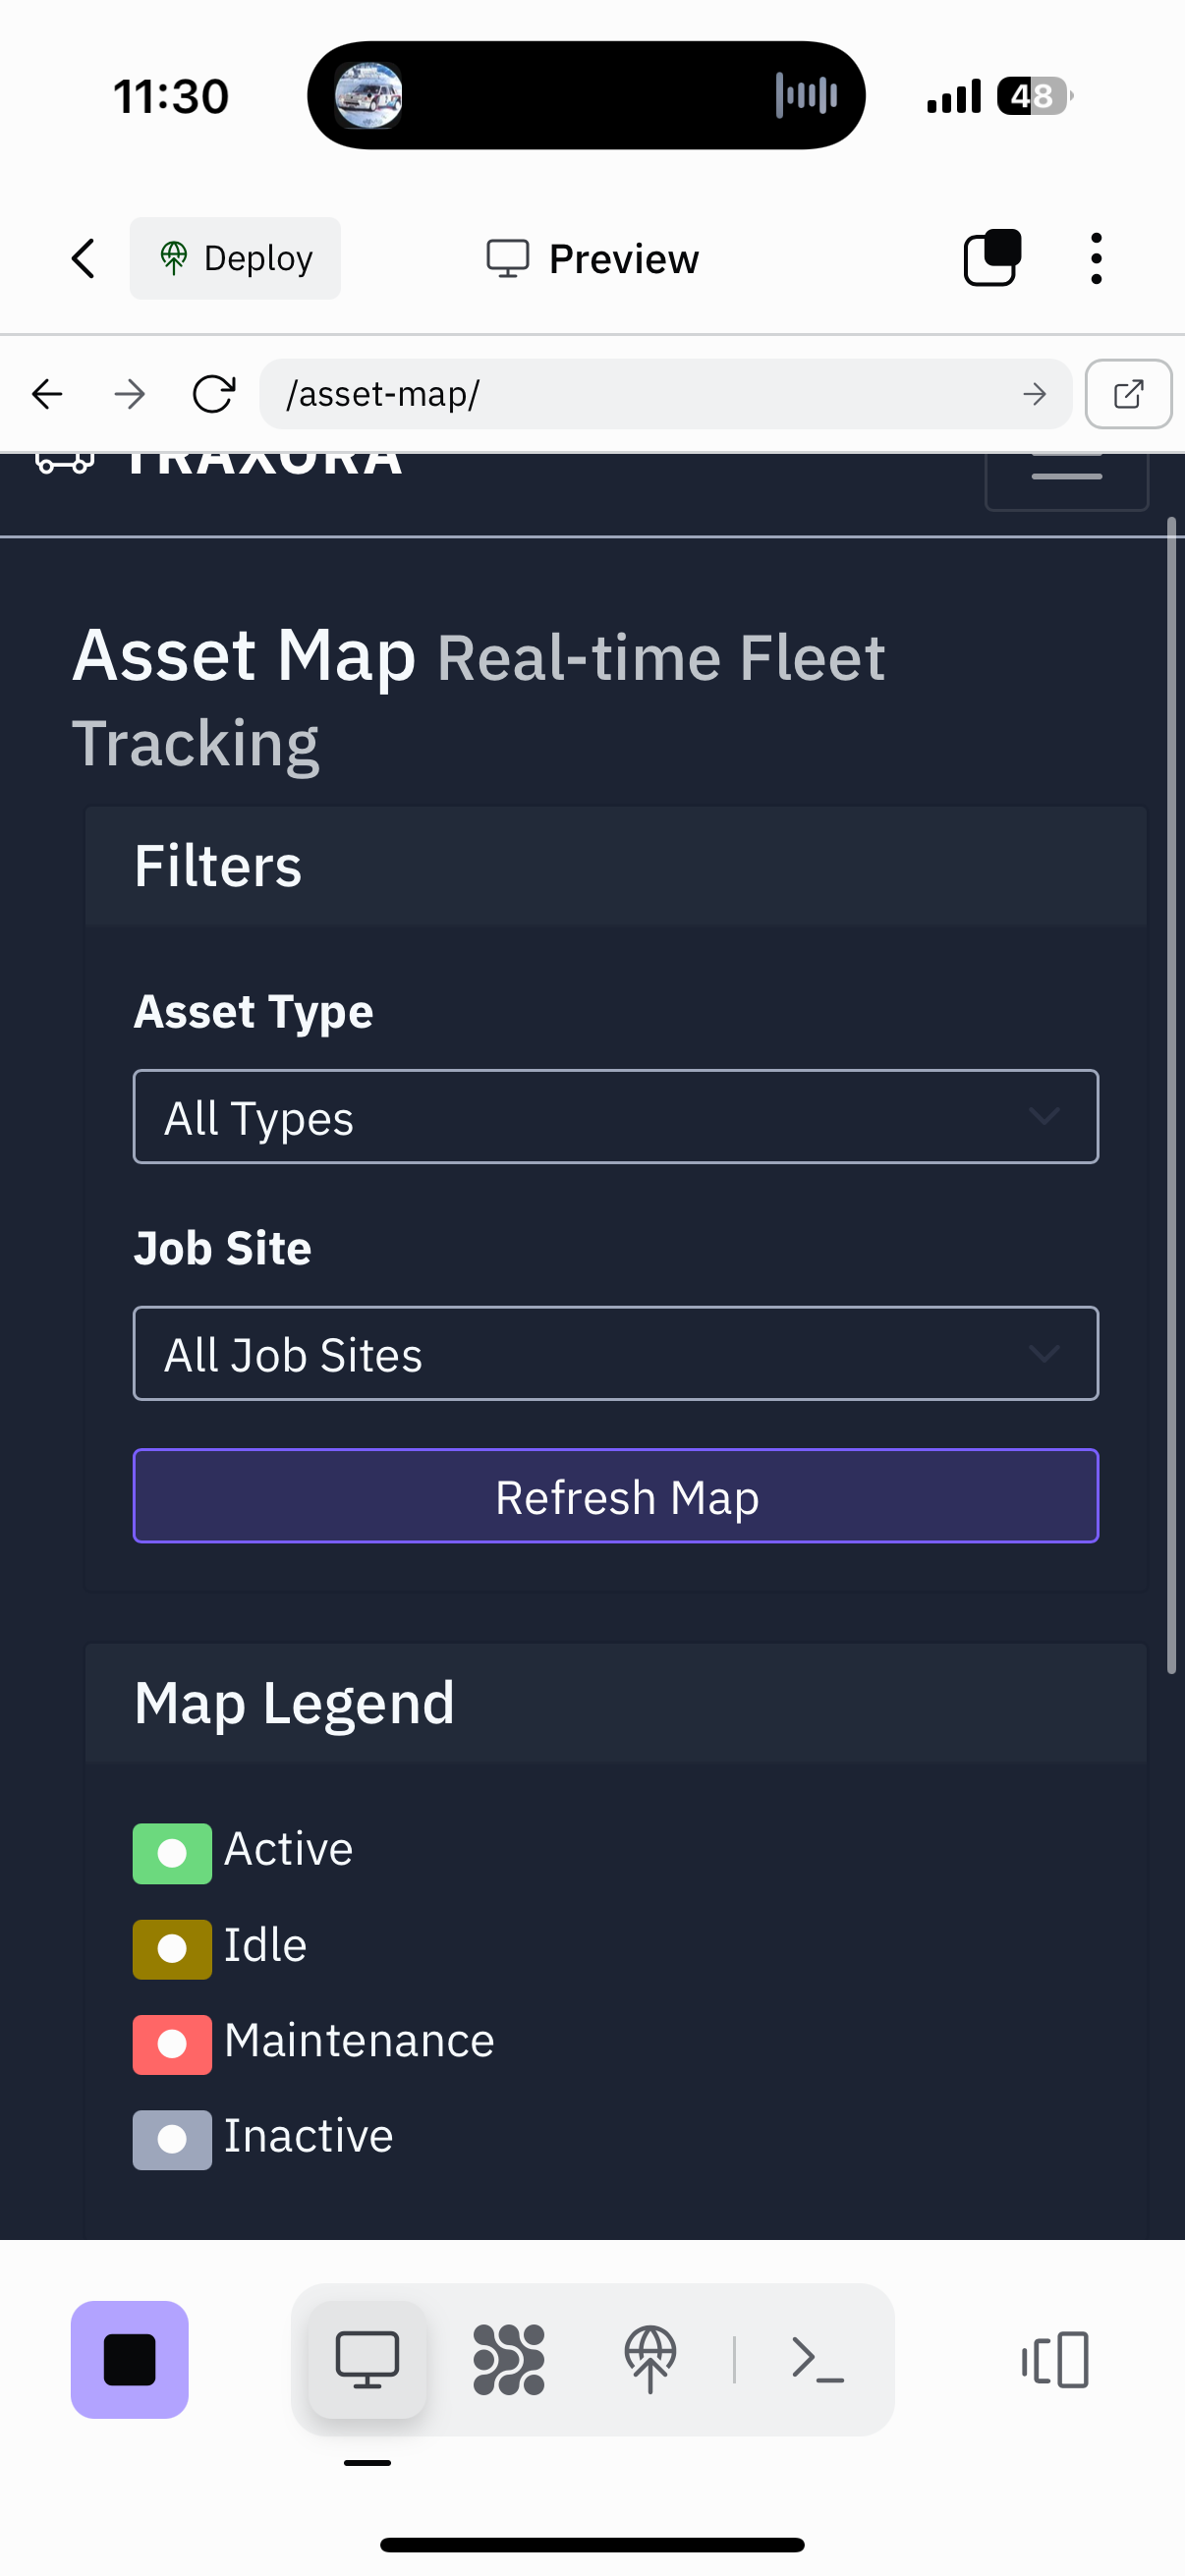 11:30
48
Deploy
Preview
/asset-map/
TRAXORA
Asset Map Real-time Fleet
Tracking
Filters
Asset Type
All Types
Job Site
All Job Sites
Refresh Map
Map Legend
Active
Idle
Maintenance
Inactive